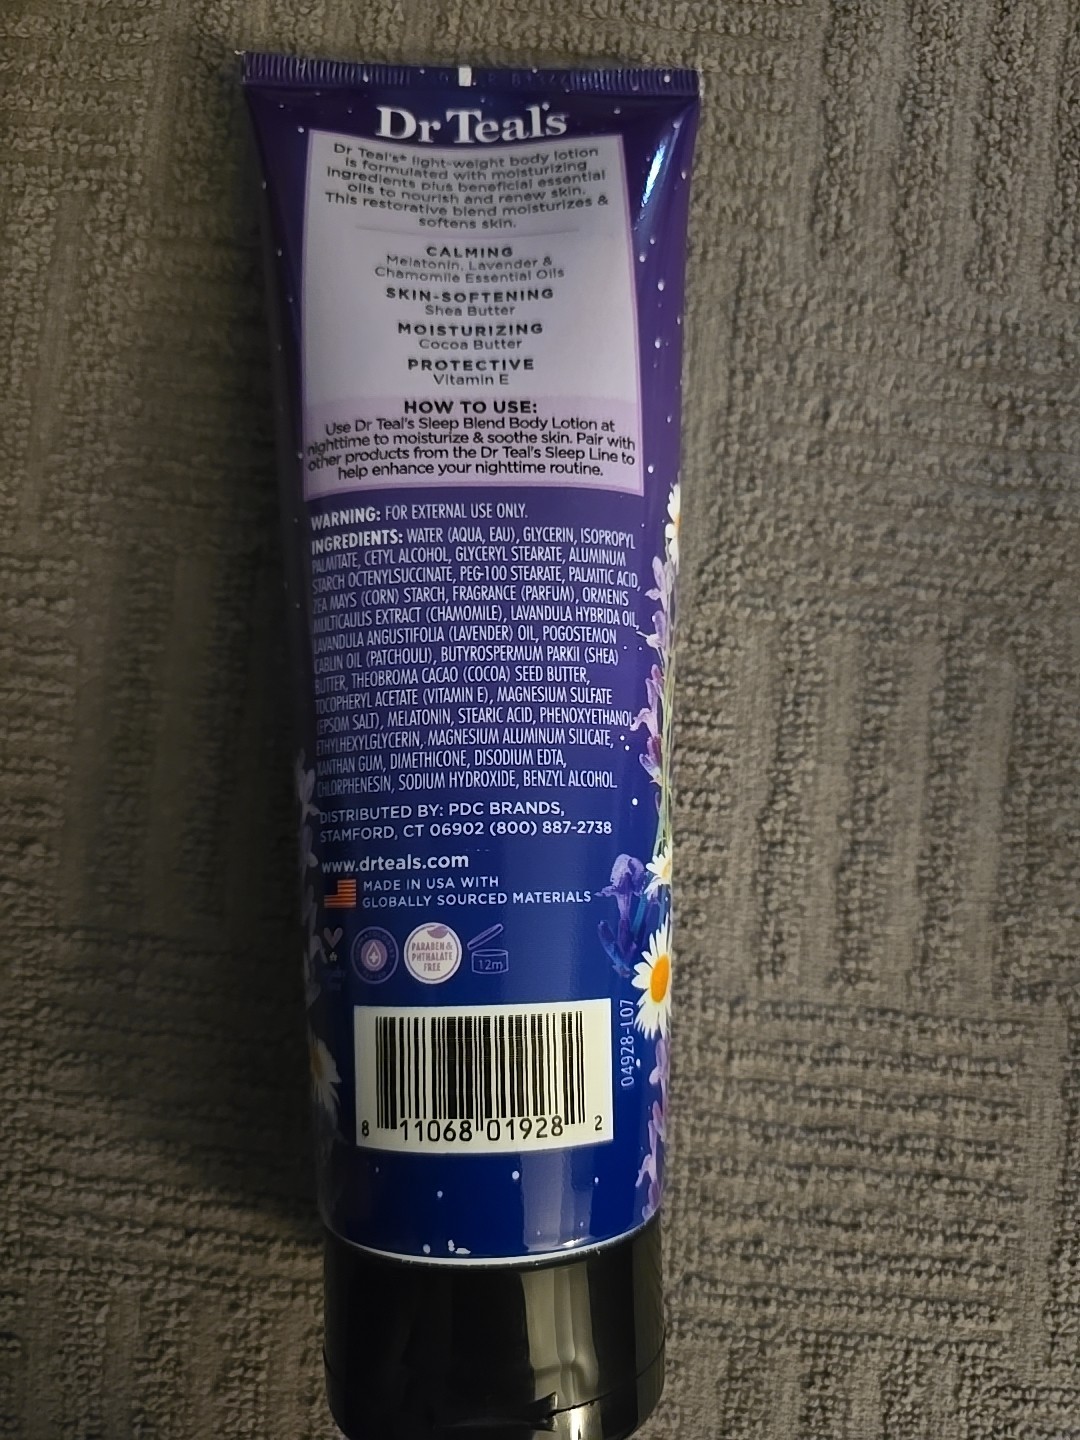 Dr Teal's
Dr Teal's® light-weight body lotion
is formulated with moisturizing
ingredients plus beneficial essential
oils to nourish and renew skin.
This restorative blend moisturizes &
softens skin.
CALMING
Melatonin, Lavender &
Chamomile Essential Oils
SKIN-SOFTENING
Shea Butter
MOISTURIZING
Cocoa Butter
PROTECTIVE
Vitamin E
HOW TO USE:
Use Dr Teal's Sleep Blend Body Lotion at
nighttime to moisturize & soothe skin. Pair with
other products from the Dr Teal's Sleep Line to
help enhance your nighttime routine.
WARNING: FOR EXTERNAL USE ONLY.
INGREDIENTS: WATER (AQUA, EAU), GLYCERIN, ISOPROPYL
PALMITATE, CETYL ALCOHOL, GLYCERYL STEARATE, ALUMINUM
STARCH OCTENYLSUCCINATE, PEG-100 STEARATE, PALMITIC ACID,
ZEA MAYS (CORN) STARCH, FRAGRANCE (PARFUM), ORMENIS
MULTICAULIS EXTRACT (CHAMOMILE), LAVANDULA HYBRIDA OIL,
LAVANDULA ANGUSTIFOLIA (LAVENDER) OIL, POGOSTEMON
CABLIN OIL (PATCHOULI), BUTYROSPERMUM PARKII (SHEA)
BUTTER, THEOBROMA CACAO (COCOA) SEED BUTTER,
TOCOPHERYL ACETATE (VITAMIN E), MAGNESIUM SULFATE
(EPSOM SALT), MELATONIN, STEARIC ACID, PHENOXYETHANOL,
ETHYLHEXYLGLYCERIN, MAGNESIUM ALUMINUM SILICATE,
XANTHAN GUM, DIMETHICONE, DISODIUM EDTA,
CHLORPHENESIN, SODIUM HYDROXIDE, BENZYL ALCOHOL.
DISTRIBUTED BY: PDC BRANDS,
STAMFORD, CT 06902 (800) 887-2738
www.drteals.com
MADE IN USA WITH
GLOBALLY SOURCED MATERIALS
PARABEN &
PHTHALATE
FREE
12m
04928-L07
8 11068 01928 2